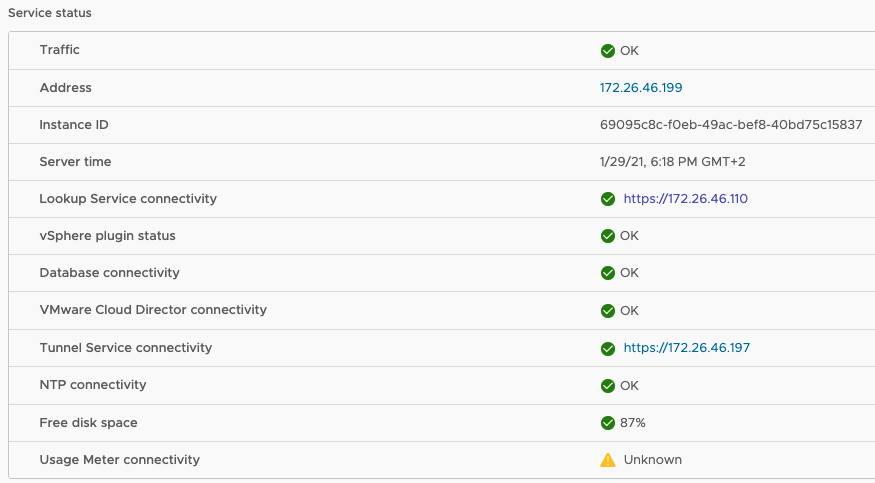 Service status
Traffic OK
Address 172.26.46.199
Instance ID 69095c8c-f0eb-49ac-bef8-40bd75c15837
Server time 1/29/21, 6:18 PM GMT+2
Lookup Service connectivity https://172.26.46.110
vSphere plugin status OK
Database connectivity OK
VMware Cloud Director connectivity OK
Tunnel Service connectivity https://172.26.46.197
NTP connectivity OK
Free disk space 87%
Usage Meter connectivity Unknown